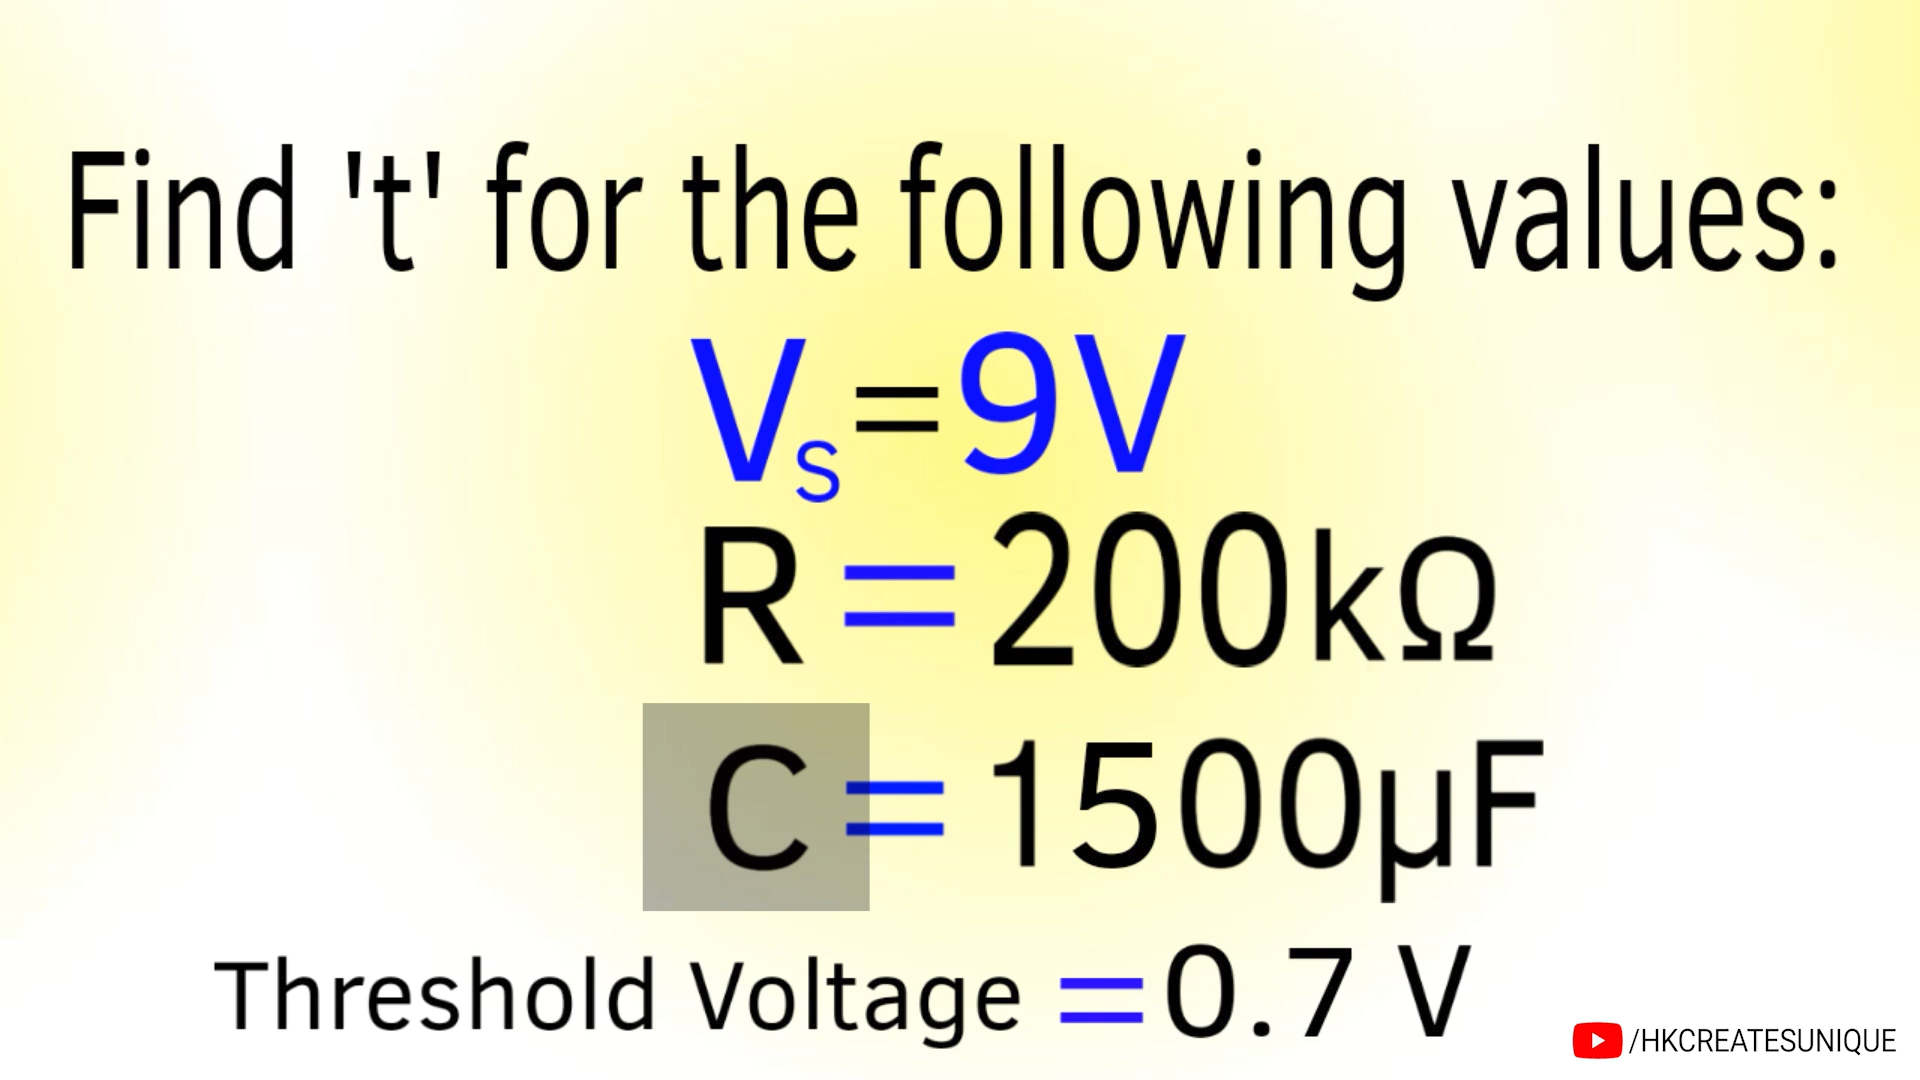 Find 't' for the following values:
Vs=9V
R=200kΩ
C=1500µF
Threshold Voltage =0.7 V
/HKCREATESUNIQUE